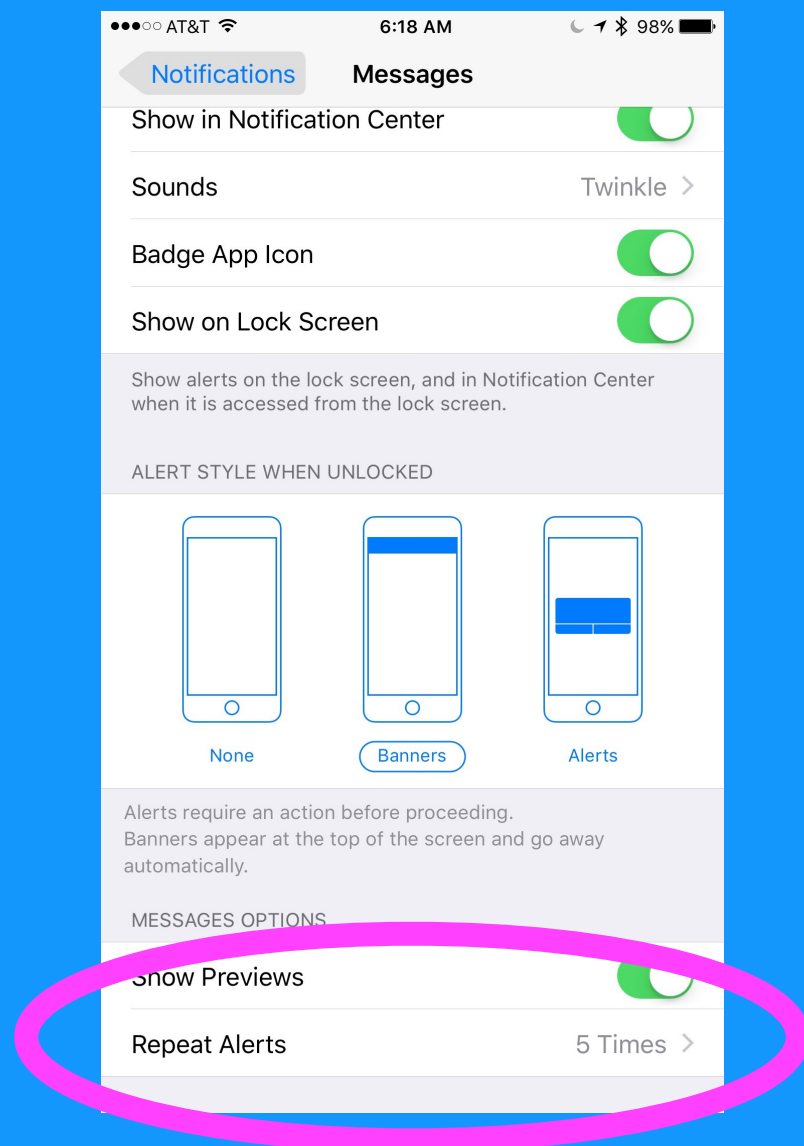 AT&T 6:18 AM 98%
Notifications Messages
Show in Notification Center
Sounds Twinkle
Badge App Icon
Show on Lock Screen
Show alerts on the lock screen, and in Notification Center
when it is accessed from the lock screen.
ALERT STYLE WHEN UNLOCKED
None Banners Alerts
Alerts require an action before proceeding.
Banners appear at the top of the screen and go away
automatically.
MESSAGES OPTIONS
Show Previews
Repeat Alerts 5 Times